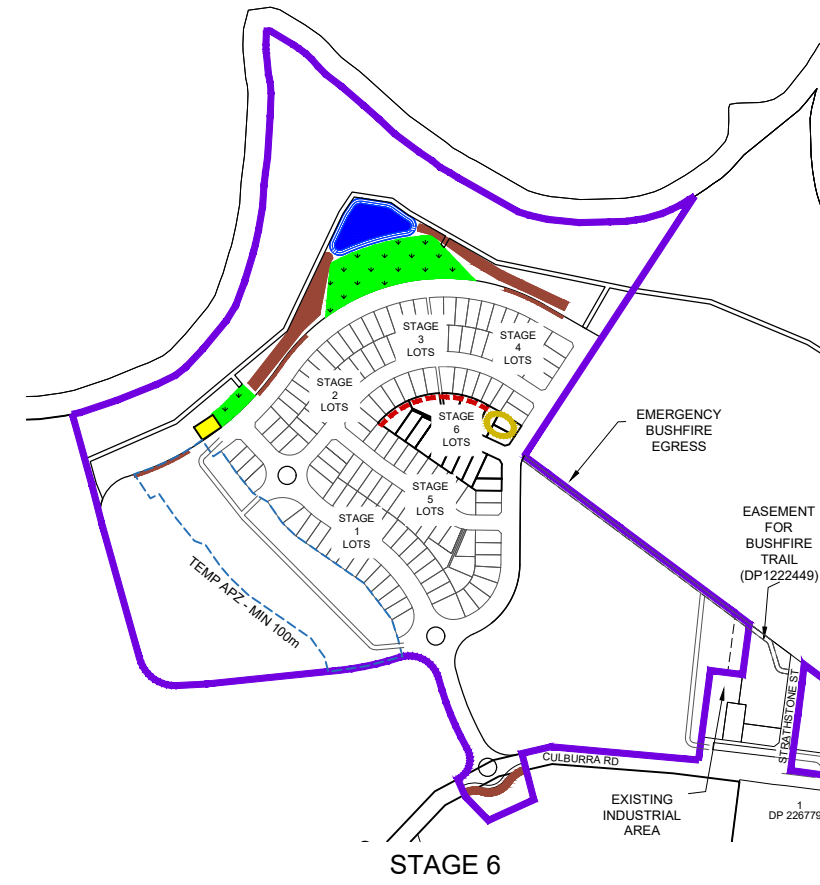 STAGE
3
LOTS
STAGE
4
LOTS
STAGE
2
LOTS
STAGE
6
LOTS
EMERGENCY
BUSHFIRE
EGRESS
STAGE
5
LOTS
STAGE
1
LOTS
EASEMENT
FOR
BUSHFIRE
TRAIL
(DP1222449)
TEMP APZ - MIN 100m
STRATHSTONE ST
CULBURRA RD
EXISTING
INDUSTRIAL
AREA
1
DP 226779
STAGE 6